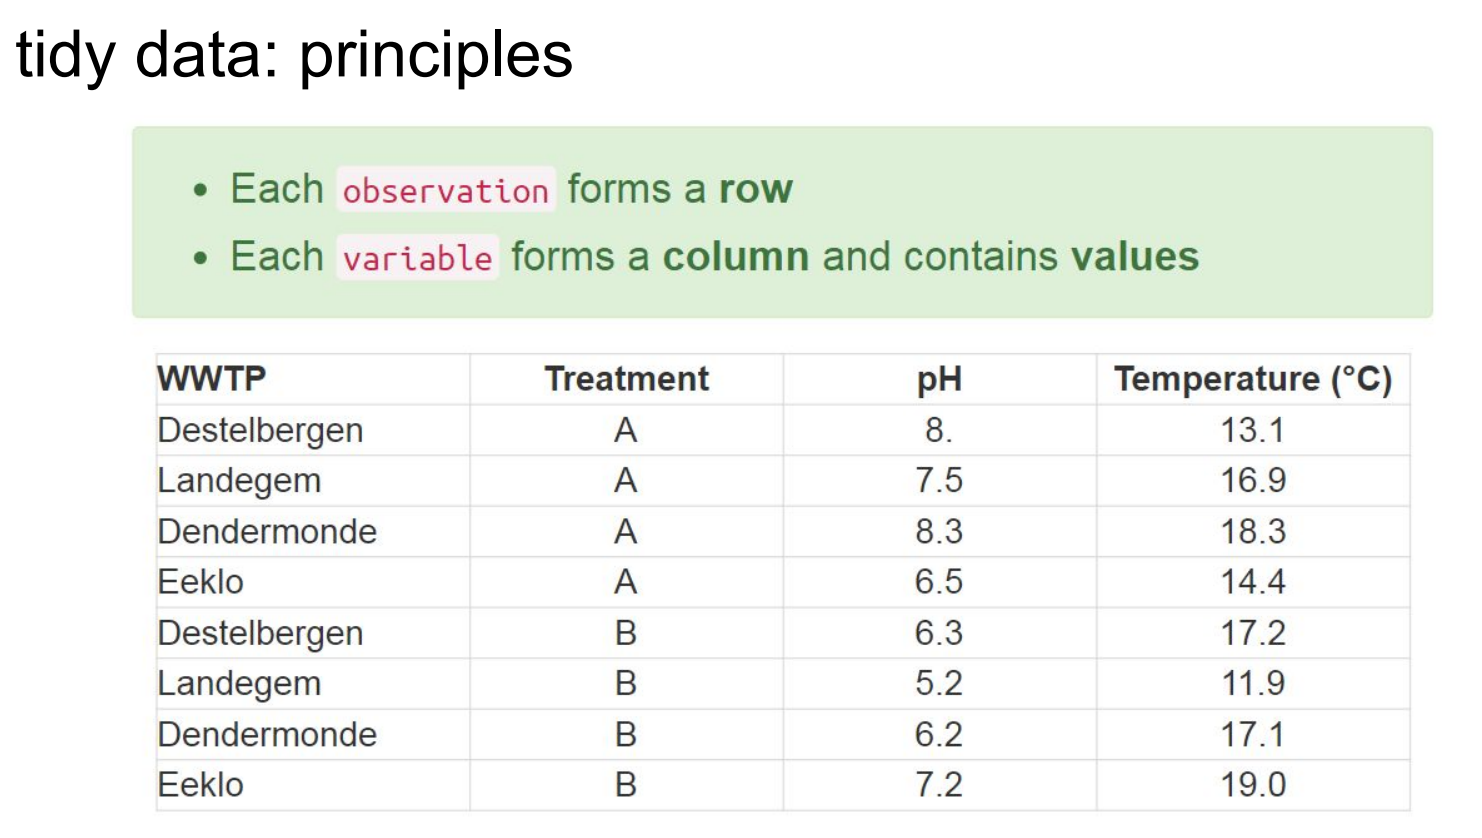 tidy data: principles
• Each observation forms a row
• Each variable forms a column and contains values
WWTP Treatment pH Temperature (°C)
Destelbergen A 8. 13.1
Landegem A 7.5 16.9
Dendermonde A 8.3 18.3
Eeklo A 6.5 14.4
Destelbergen B 6.3 17.2
Landegem B 5.2 11.9
Dendermonde B 6.2 17.1
Eeklo B 7.2 19.0